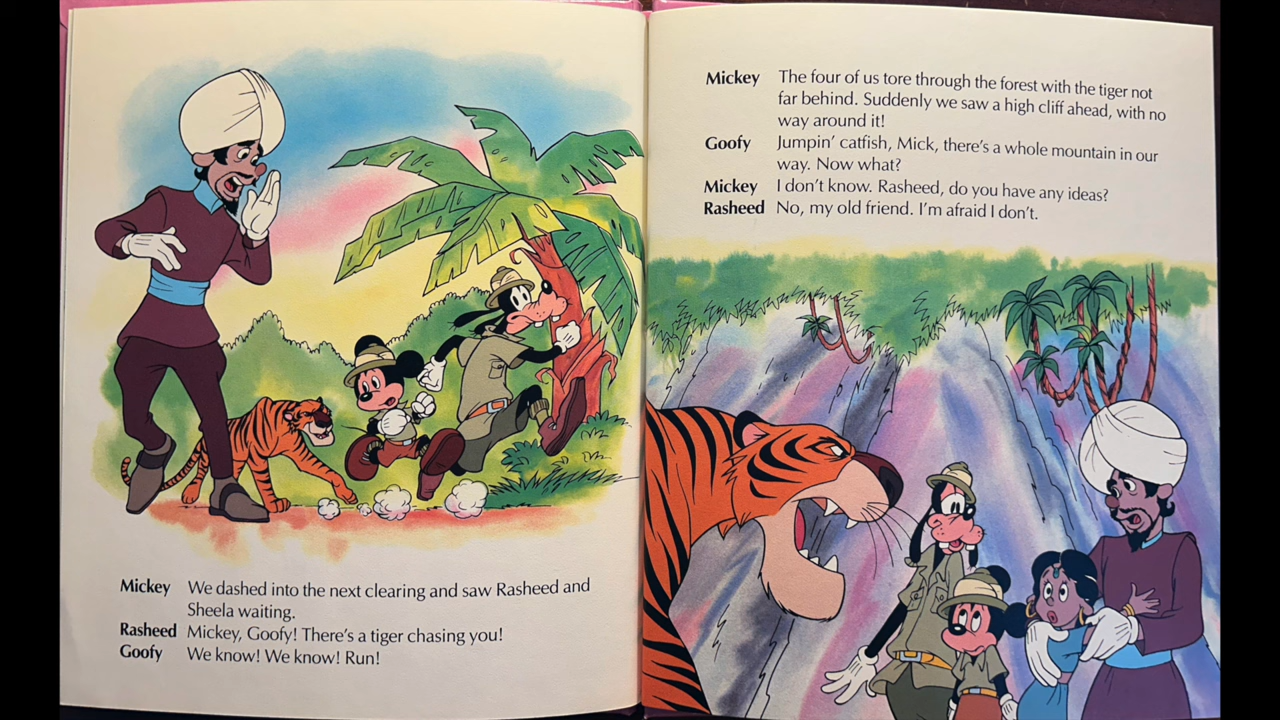 Mickey We dashed into the next clearing and saw Rasheed and
Sheela waiting.
Rasheed Mickey, Goofy! There's a tiger chasing you!
Goofy We know! We know! Run!
Mickey The four of us tore through the forest with the tiger not
far behind. Suddenly we saw a high cliff ahead, with no
way around it!
Goofy Jumpin' catfish, Mick, there's a whole mountain in our
way. Now what?
Mickey I don't know. Rasheed, do you have any ideas?
Rasheed No, my old friend. I'm afraid I don't.